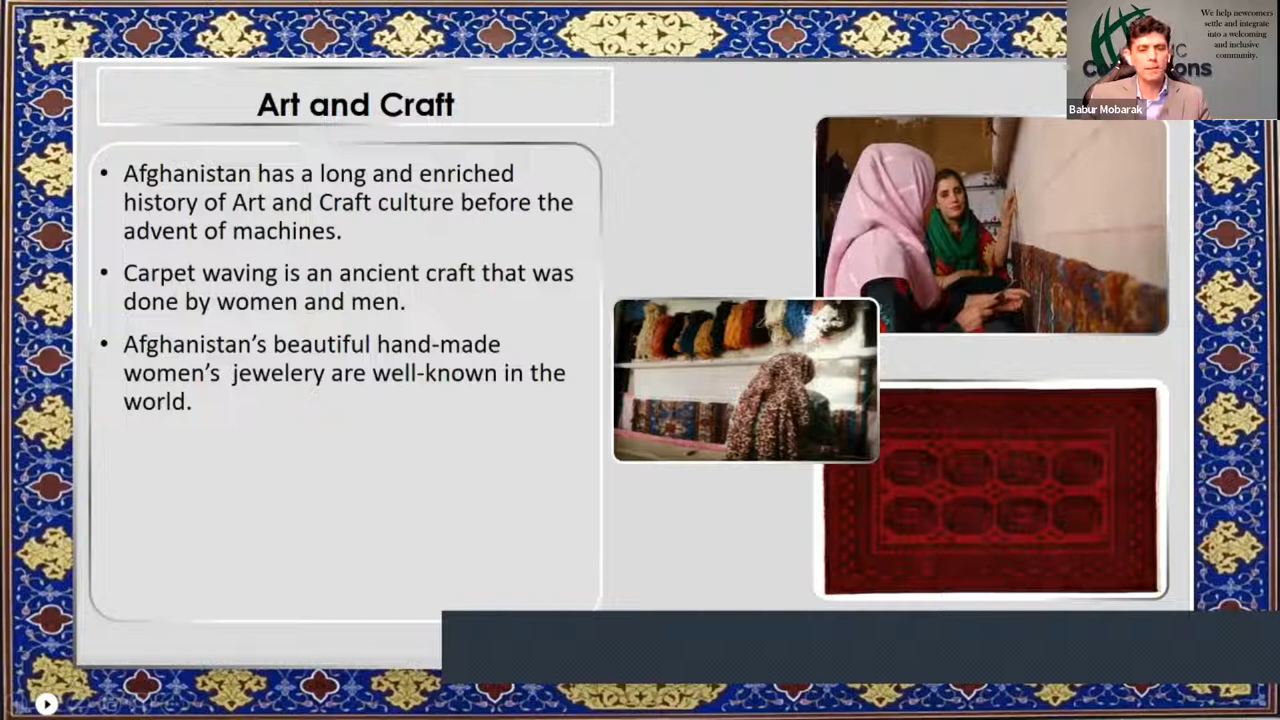 Art and Craft
• Afghanistan has a long and enriched
history of Art and Craft culture before the
advent of machines.
• Carpet waving is an ancient craft that was
done by women and men.
• Afghanistan’s beautiful hand-made
women’s jewelery are well-known in the
world.
We help newcomers
settle and integrate
into a welcoming
and inclusive
community.
Babur Mobarak